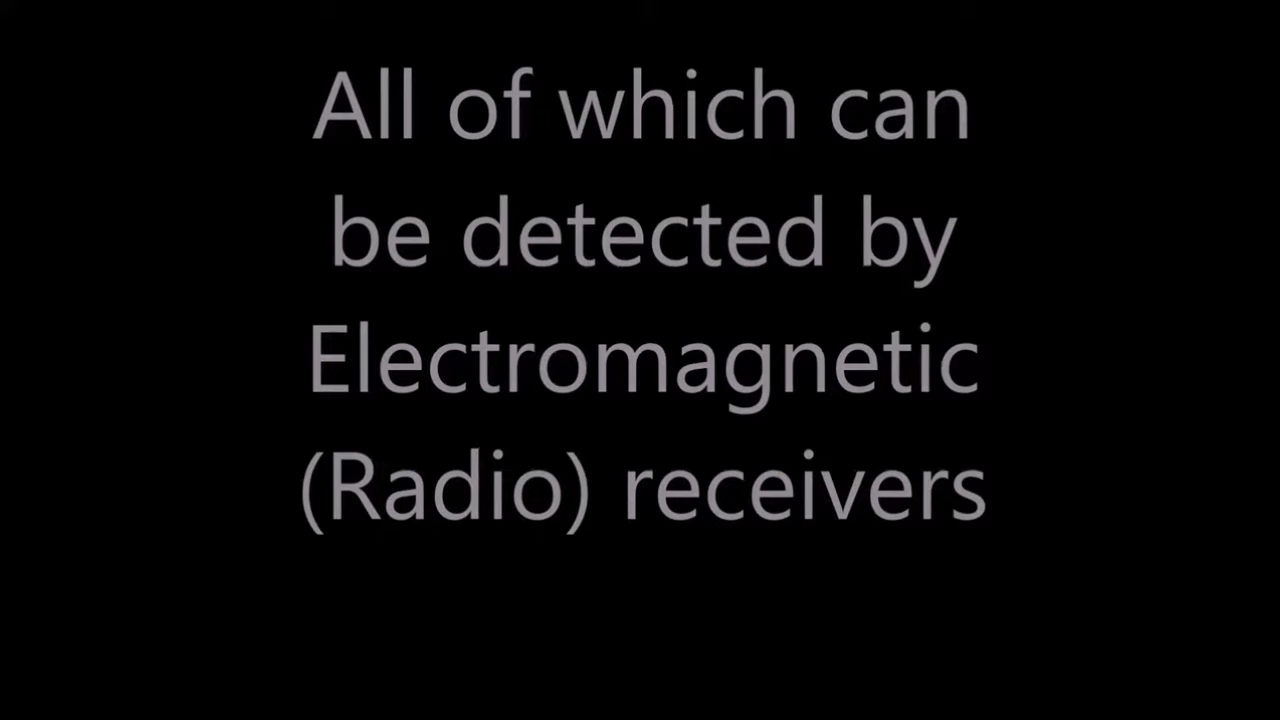 All of which can
be detected by
Electromagnetic
(Radio) receivers